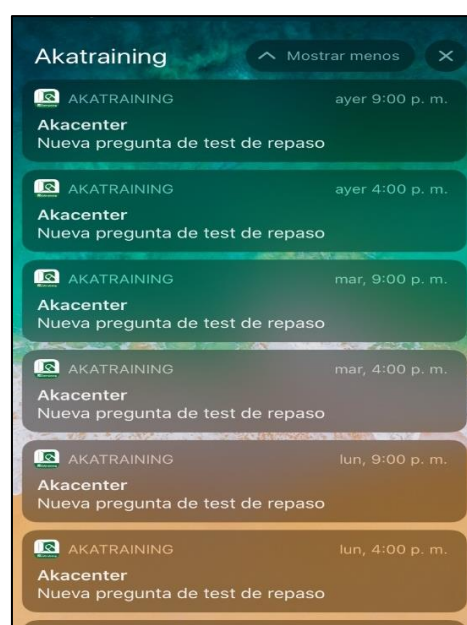 Akatraining
Mostrar menos
AKATRAINING
ayer 9:00 p. m.
Akacenter
Nueva pregunta de test de repaso
AKATRAINING
ayer 4:00 p. m.
Akacenter
Nueva pregunta de test de repaso
AKATRAINING
mar, 9:00 p. m.
Akacenter
Nueva pregunta de test de repaso
AKATRAINING
mar, 4:00 p. m.
Akacenter
Nueva pregunta de test de repaso
AKATRAINING
lun, 9:00 p. m.
Akacenter
Nueva pregunta de test de repaso
AKATRAINING
lun, 4:00 p. m.
Akacenter
Nueva pregunta de test de repaso